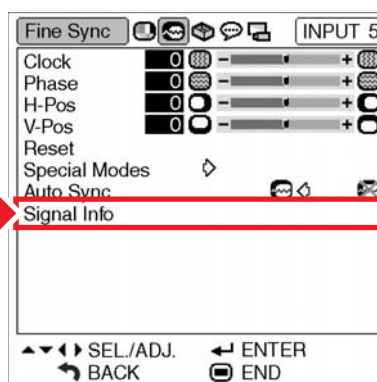 Fine Sync INPUT 5
Clock 0 - +
Phase 0 - +
H-Pos 0 - +
V-Pos 0 - +
Reset
Special Modes
Auto Sync
Signal Info
SEL./ADJ. ENTER
BACK END